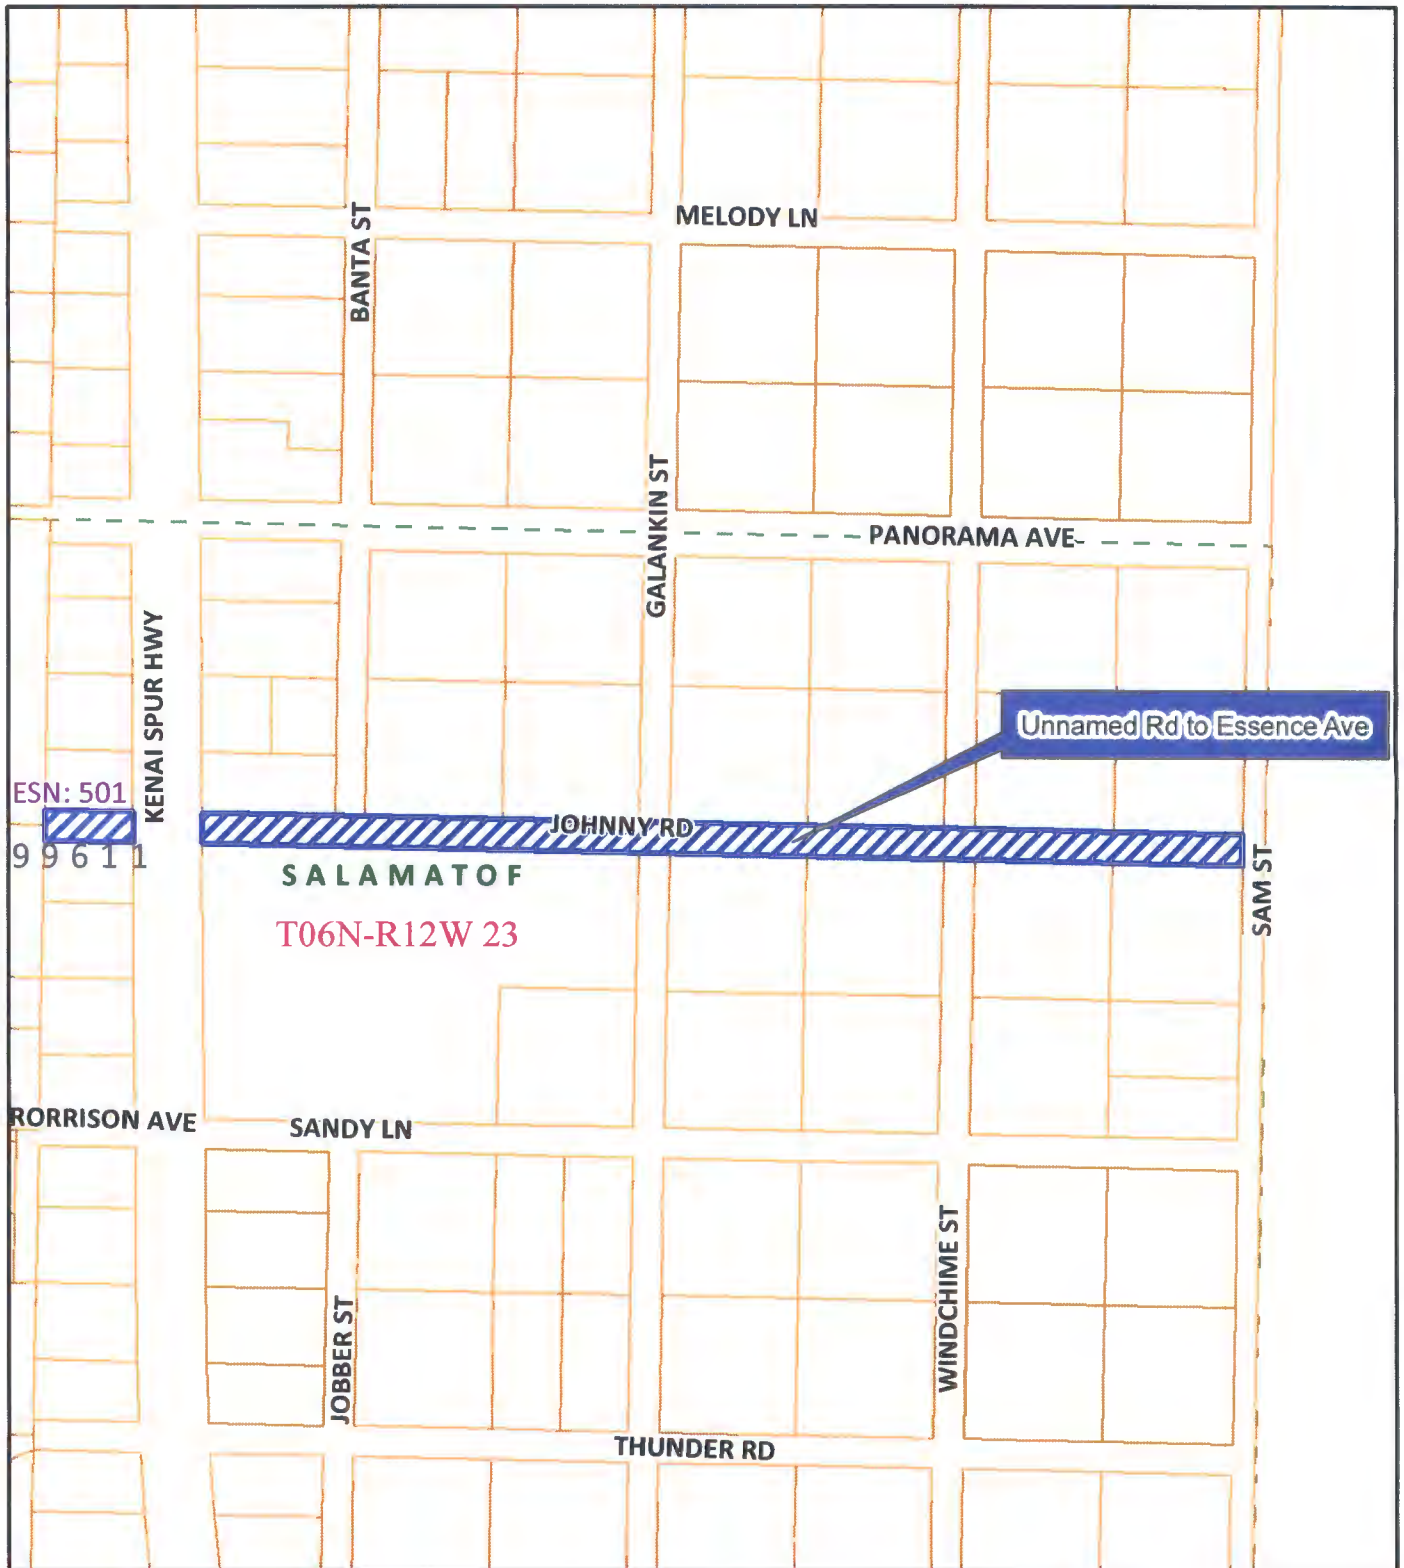 MELODY LN
BANTA ST
GALANKIN ST
PANORAMA AVE
KENAI SPUR HWY
Unnamed Rd to Essence Ave
ESN: 501
JOHNNY RD
99611
SALAMATOF
SAM ST
T06N-R12W 23
RORRISON AVE
SANDY LN
WINDCHIME ST
JOBBER ST
THUNDER RD